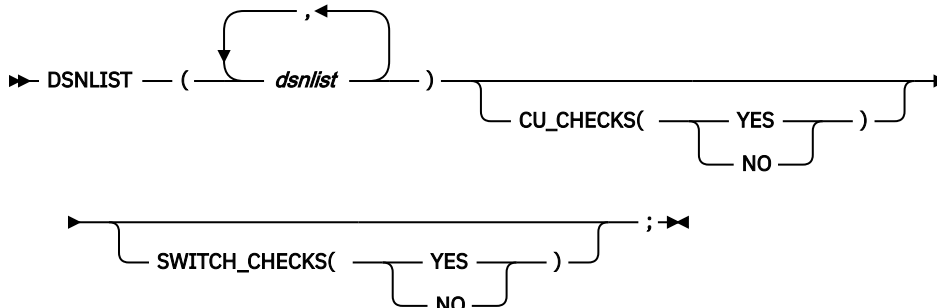 ,
DSNLIST ( dsnlist )
CU_CHECKS( YES )
NO
;
SWITCH_CHECKS( YES )
NO